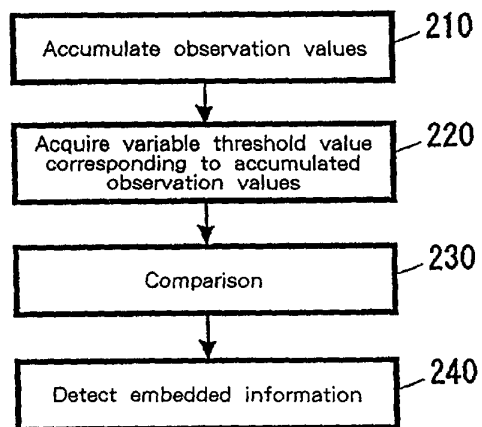 Accumulate observation values
210
Acquire variable threshold value
corresponding to accumulated
observation values
220
Comparison
230
Detect embedded information
240